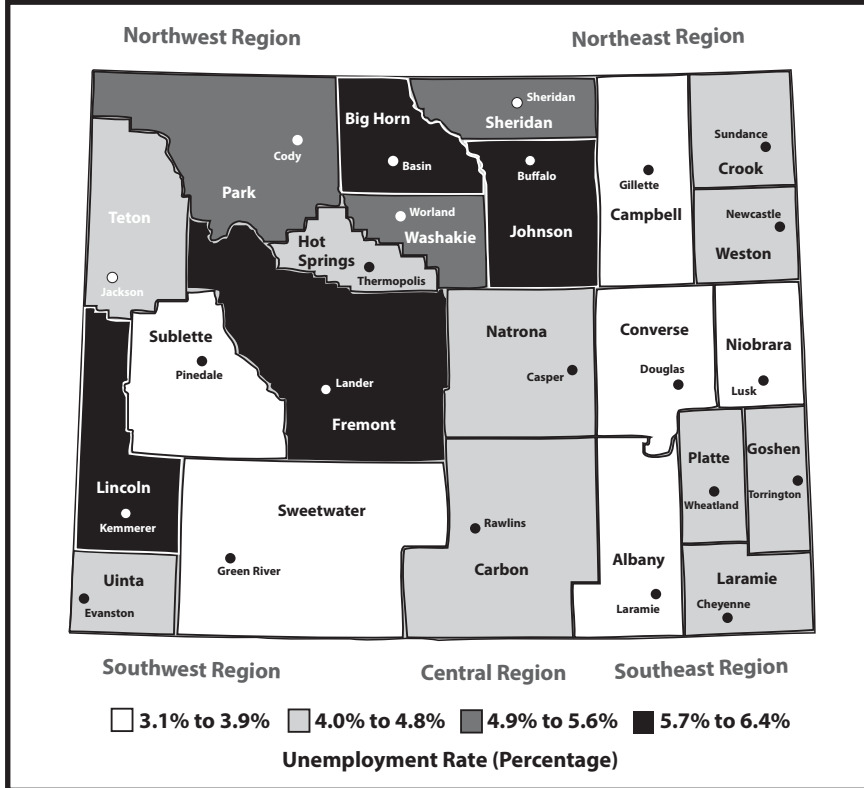 Northwest Region
Northeast Region
Big Horn
Basin
Sheridan
Sheridan
Cody
Park
Buffalo
Johnson
Gillette
Campbell
Sundance
Crook
Newcastle
Weston
Teton
Jackson
Worland
Washakie
Hot
Springs
Thermopolis
Sublette
Pinedale
Lander
Fremont
Natrona
Casper
Converse
Douglas
Niobrara
Lusk
Lincoln
Kemmerer
Sweetwater
Green River
Rawlins
Carbon
Platte
Wheatland
Goshen
Torrington
Uinta
Evanston
Albany
Laramie
Laramie
Cheyenne
Southwest Region
Central Region
Southeast Region
3.1% to 3.9% 4.0% to 4.8% 4.9% to 5.6% 5.7% to 6.4%
Unemployment Rate (Percentage)